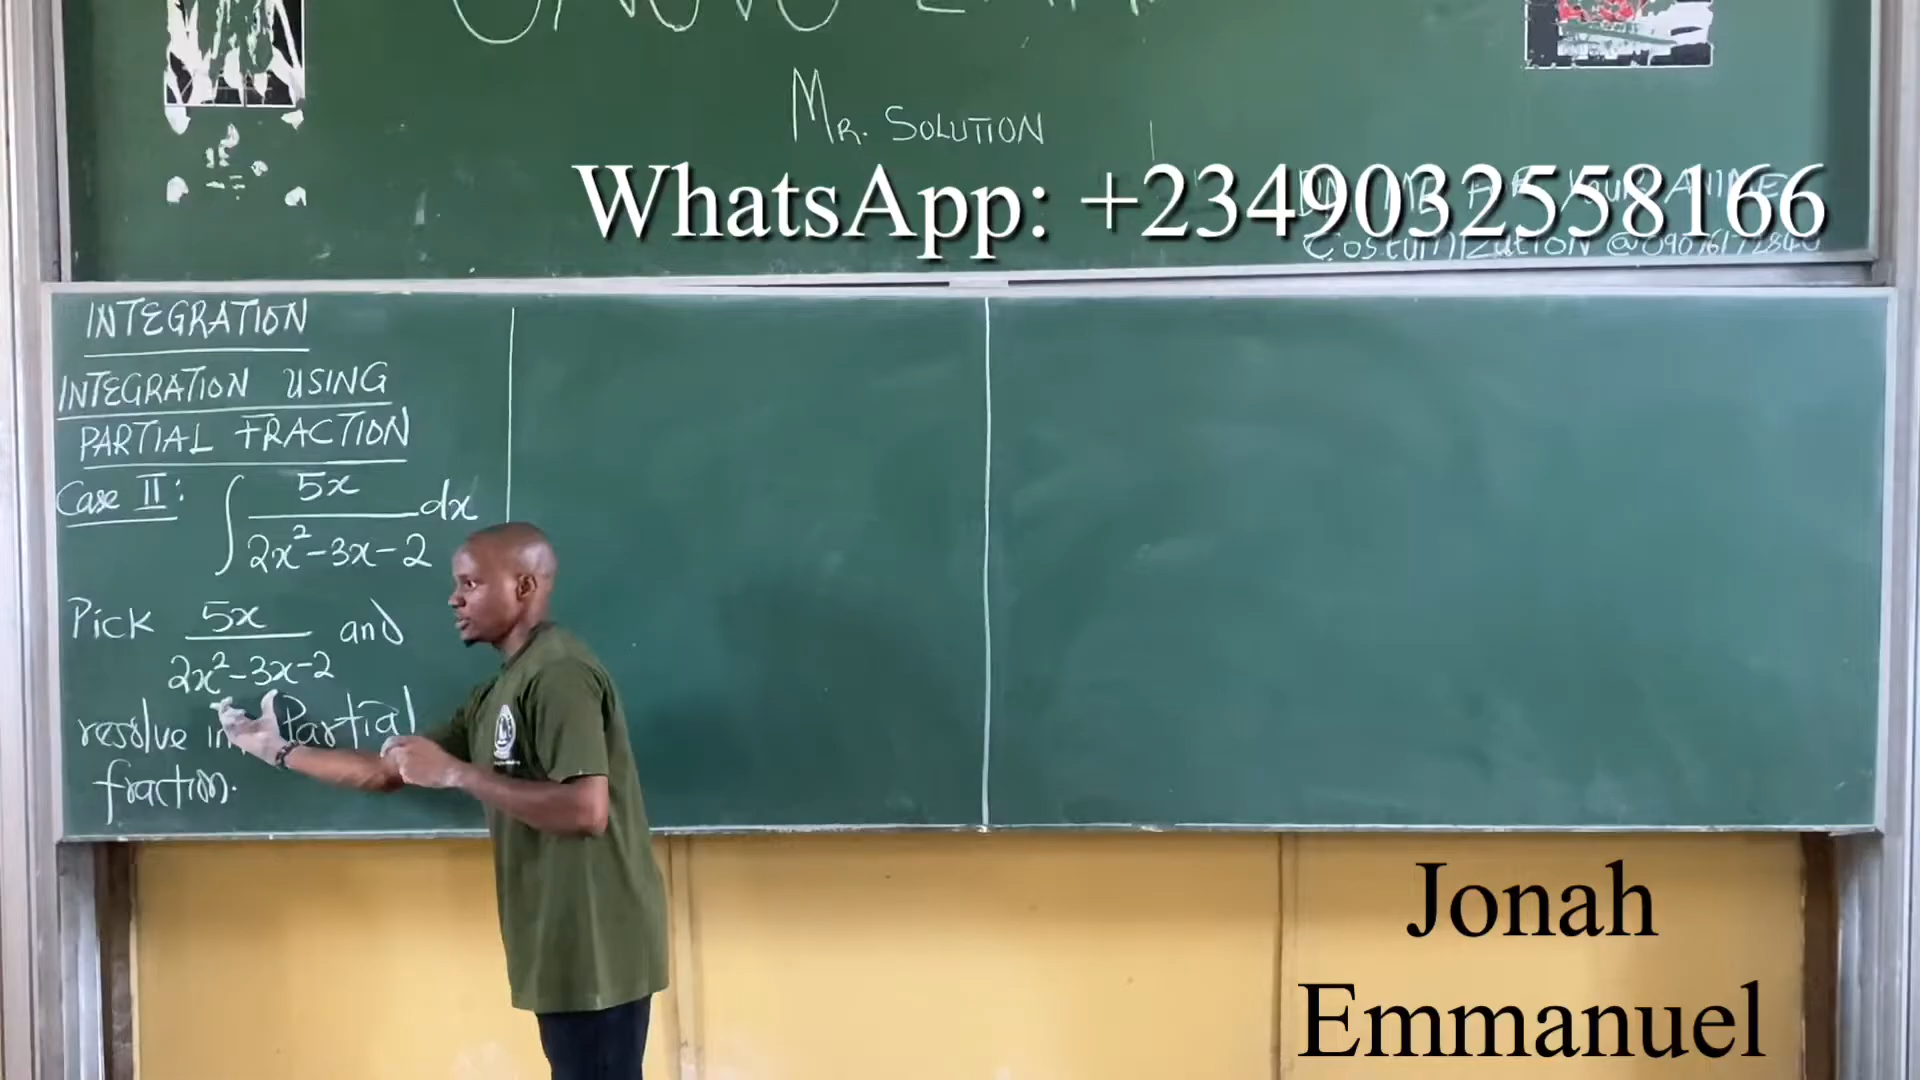 MR. SOLUTION
WhatsApp: +2349032558166
INTEGRATION
INTEGRATION USING
PARTIAL FRACTION
Case II: ∫ 5x / 2x²-3x-2 dx
Pick 5x / 2x²-3x-2 and
resolve Partial
fraction.
Jonah
Emmanuel